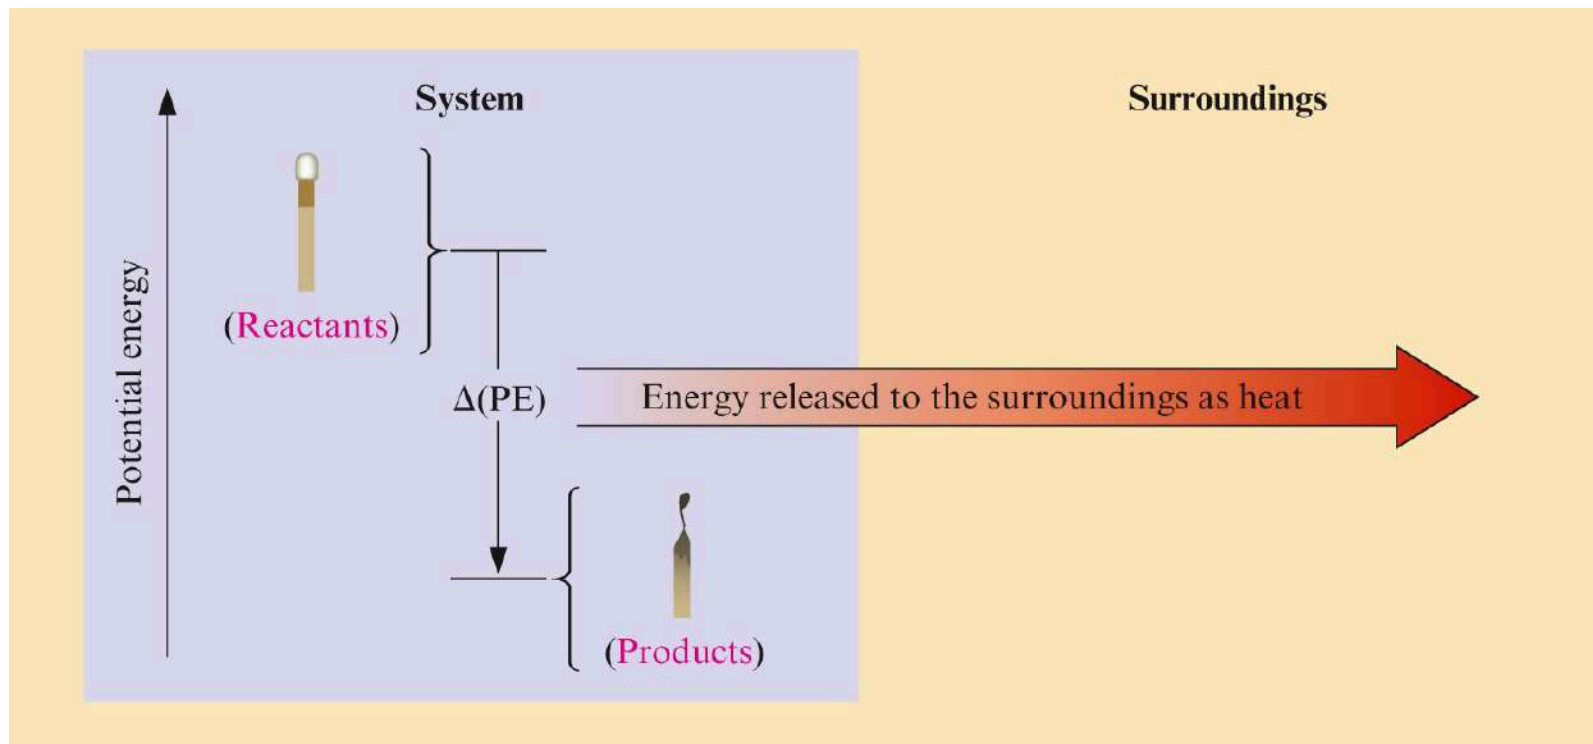 System
Surroundings
Potential energy
(Reactants)
Δ(PE)
Energy released to the surroundings as heat
(Products)